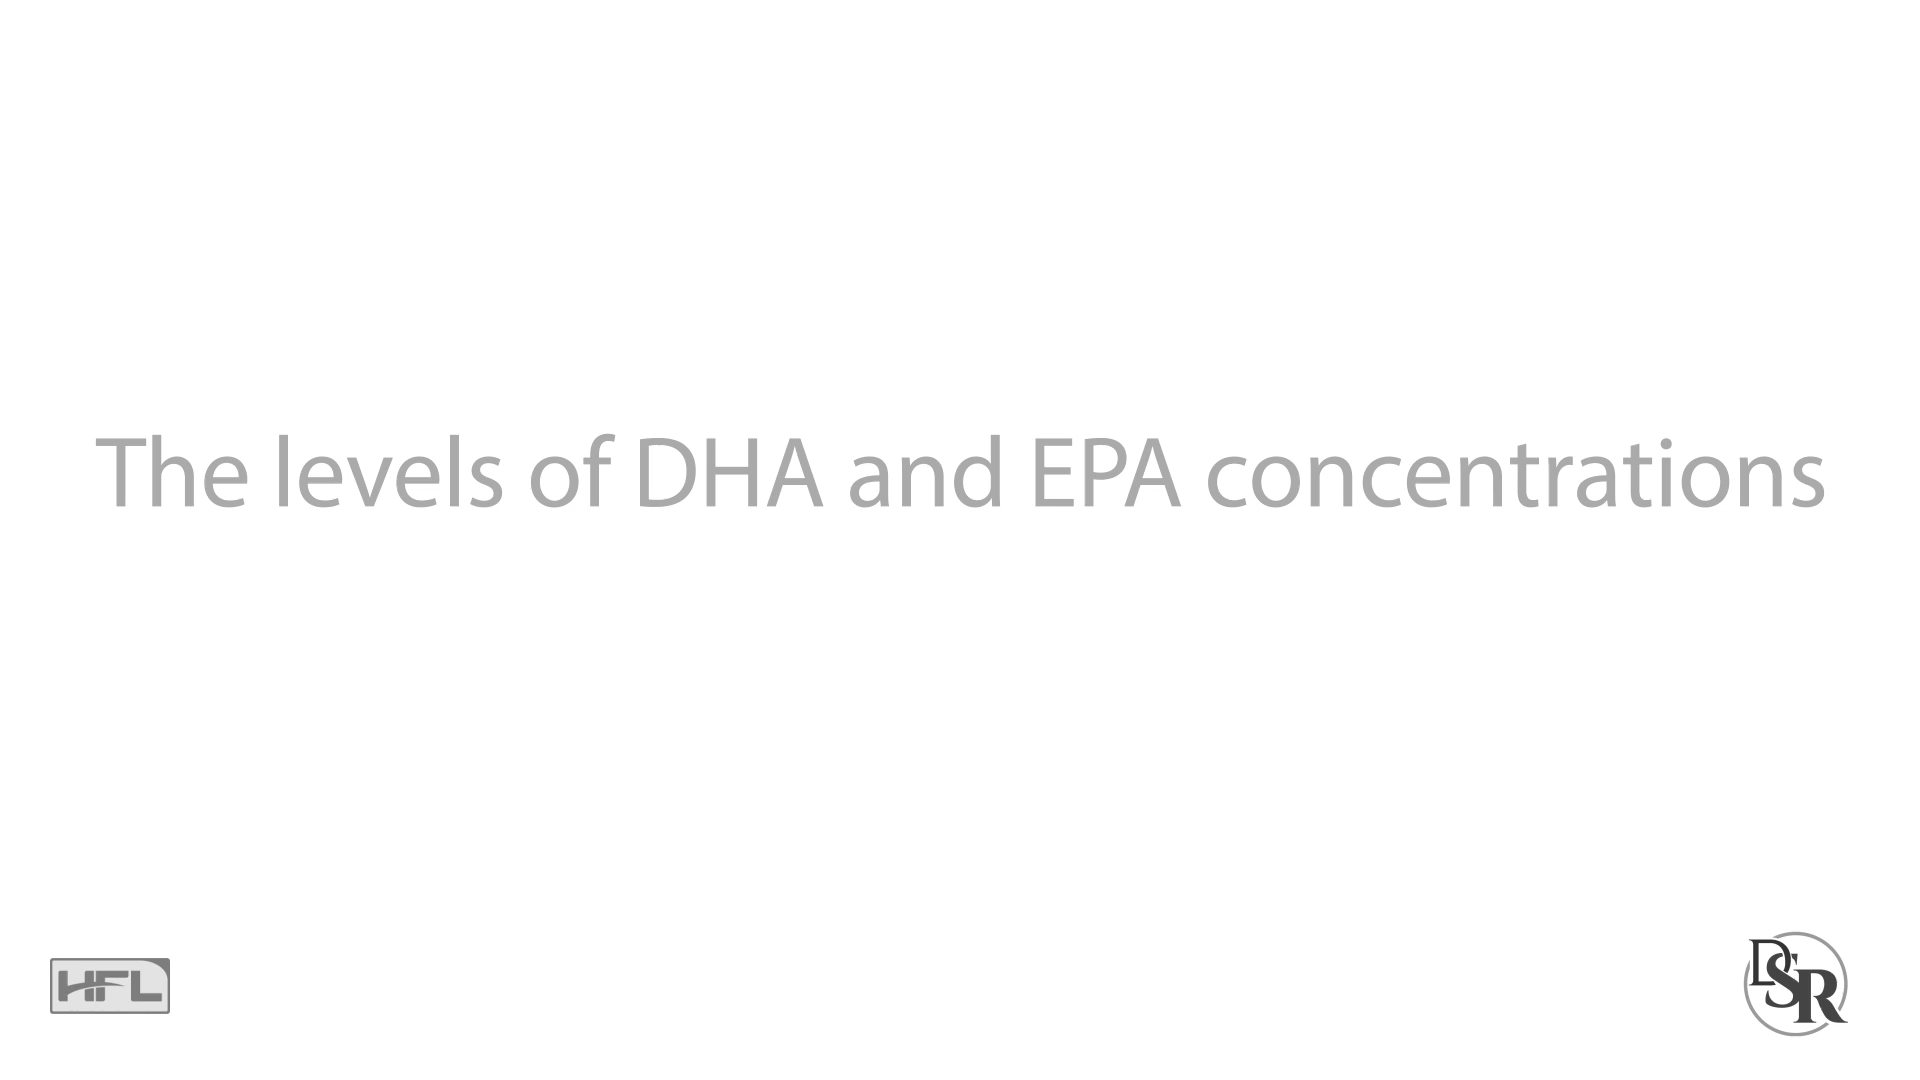 The levels of DHA and EPA concentrations
HFL
DSR